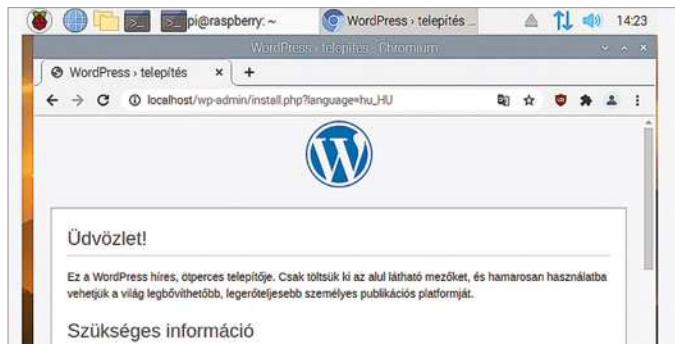 pi@raspberry: ~
WordPress › telepítés ...
14:23
WordPress › telepítés - Chromium
WordPress › telepítés
localhost/wp-admin/install.php?language=hu_HU
Üdvözlet!
Ez a WordPress híres, ötperces telepítője. Csak töltsük ki az alul látható mezőket, és hamarosan használatba
vehetjük a világ legbővíthetőbb, legerőteljesebb személyes publikációs platformját.
Szükséges információ